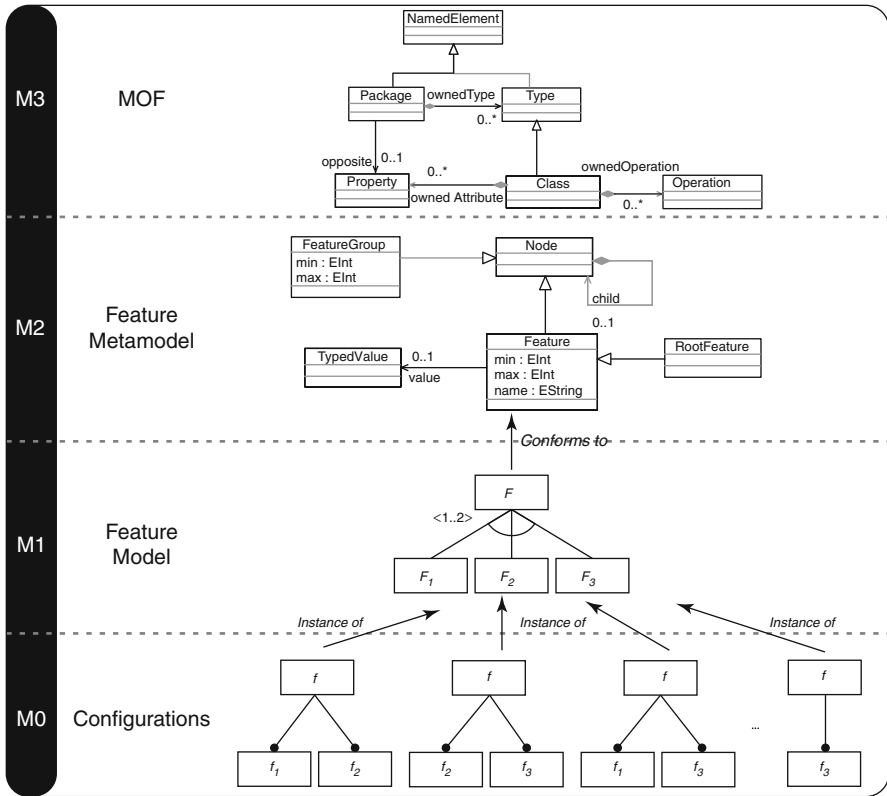 NamedElement
M3
MOF
Package
ownedType
Type
0..*
opposite
0..1
0..*
ownedOperation
Property
owned Attribute
Class
0..*
Operation
FeatureGroup
min : EInt
max : EInt
Node
child
0..1
M2
Feature
Metamodel
TypedValue
0..1
value
Feature
min : EInt
max : EInt
name : EString
RootFeature
Conforms to
F
<1..2>
M1
Feature
Model
F1
F2
F3
Instance of
Instance of
Instance of
M0
Configurations
f
f
f
f
...
f1
f2
f2
f3
f1
f3
f3